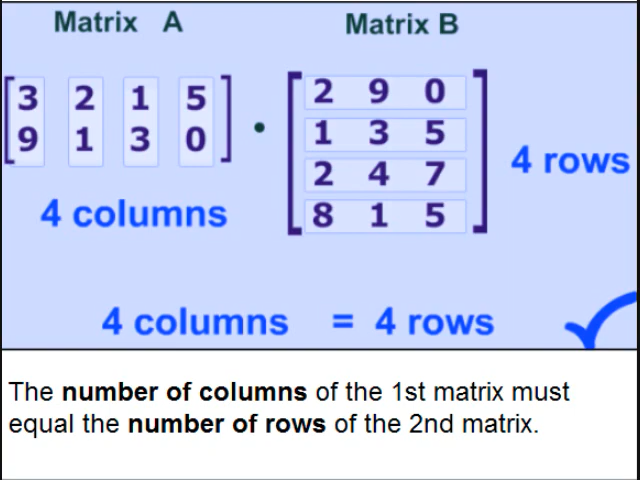 Matrix A Matrix B
3 2 1 5
9 1 3 0
·
2 9 0
1 3 5
2 4 7
8 1 5
4 rows
4 columns
4 columns = 4 rows
The number of columns of the 1st matrix must
equal the number of rows of the 2nd matrix.